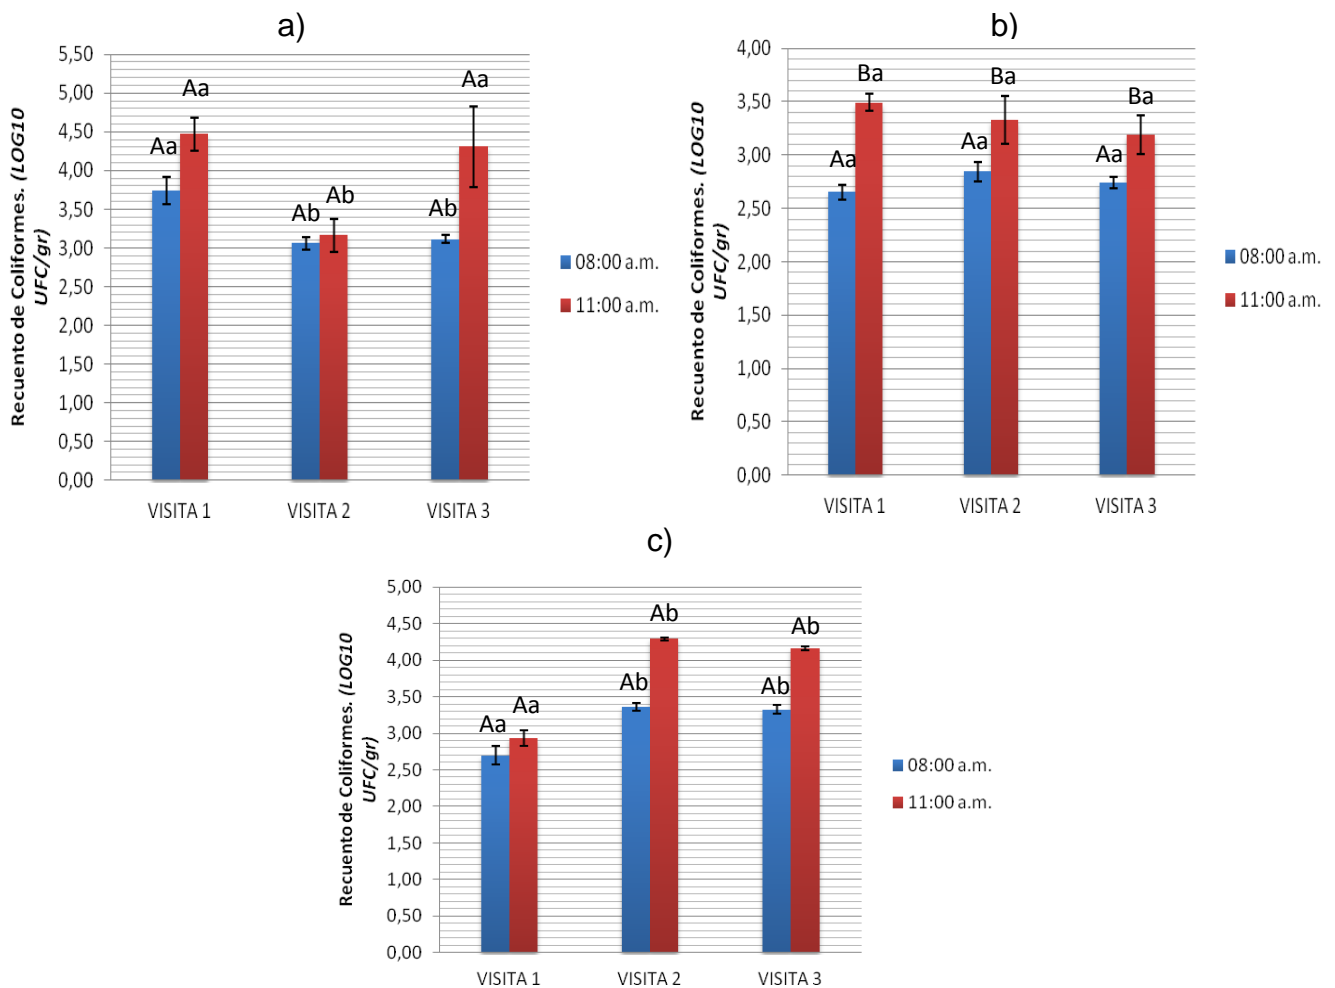 a)
Recuento de Coliformes. (LOG10
UFC/gr)
5,50
5,00
4,50
4,00
3,50
3,00
2,50
2,00
1,50
1,00
0,50
0,00
Aa
Aa
Ab
Ab
Ab
Aa
VISITA 1
VISITA 2
VISITA 3
08:00 a.m.
11:00 a.m.
b)
Recuento de Coliformes. (LOG10
UFC/gr)
4,00
3,50
3,00
2,50
2,00
1,50
1,00
0,50
0,00
Aa
Ba
Aa
Ba
Aa
Ba
VISITA 1
VISITA 2
VISITA 3
08:00 a.m.
11:00 a.m.
c)
Recuento de Coliformes. (LOG10
UFC/gr)
5,00
4,50
4,00
3,50
3,00
2,50
2,00
1,50
1,00
0,50
0,00
Aa
Aa
Ab
Ab
Ab
Ab
VISITA 1
VISITA 2
VISITA 3
08:00 a.m.
11:00 a.m.